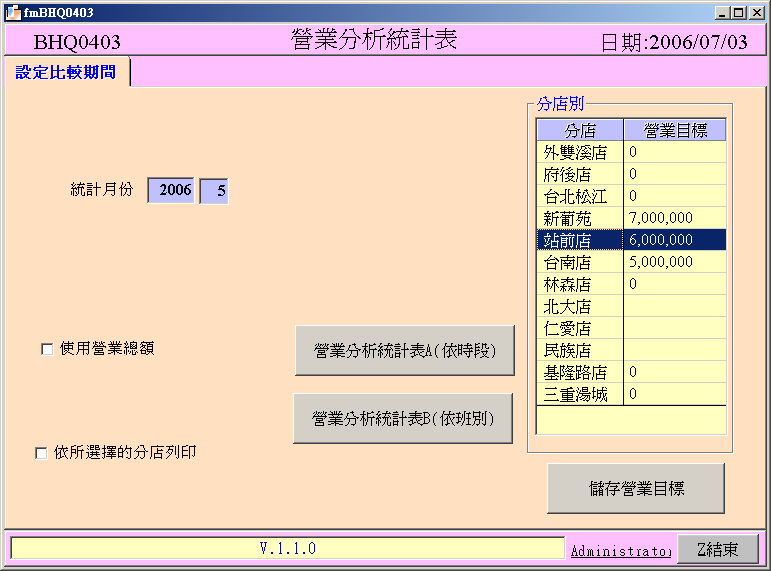 fmBHQ0403
BHQ0403 營業分析統計表 日期:2006/07/03
設定比較期間
分店別
分店 營業目標
外雙溪店 0
府後店 0
台北松江 0
新葡苑 7,000,000
站前店 6,000,000
台南店 5,000,000
林森店 0
北大店
仁愛店
民族店
基隆路店 0
三重湯城 0
統計月份 2006 5
使用營業總額
營業分析統計表A(依時段)
營業分析統計表B(依班別)
依所選擇的分店列印
儲存營業目標
V.1.1.0 Administrator Z結束